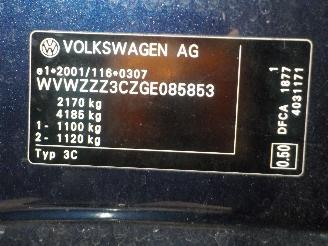 VOLKSWAGEN AG
e1*2001/116*0307
WVWZZZ3CZGE085853
2170 kg
4185 kg
1- 1100 kg
2- 1120 kg
Typ 3C
1
DFCA 1877
4031171
0.50